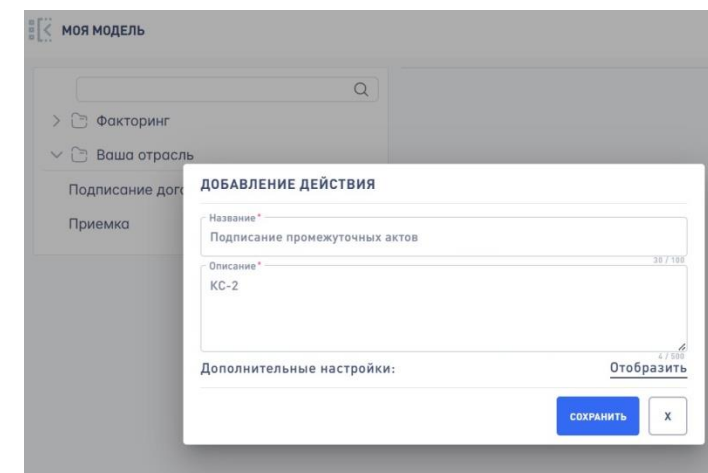 МОЯ МОДЕЛЬ
Факторинг
Ваша отрасль
Подписание дого
Приемка
ДОБАВЛЕНИЕ ДЕЙСТВИЯ
Название*
Подписание промежуточных актов
30 / 100
Описание*
КС-2
4 / 500
Дополнительные настройки:
Отобразить
СОХРАНИТЬ
X